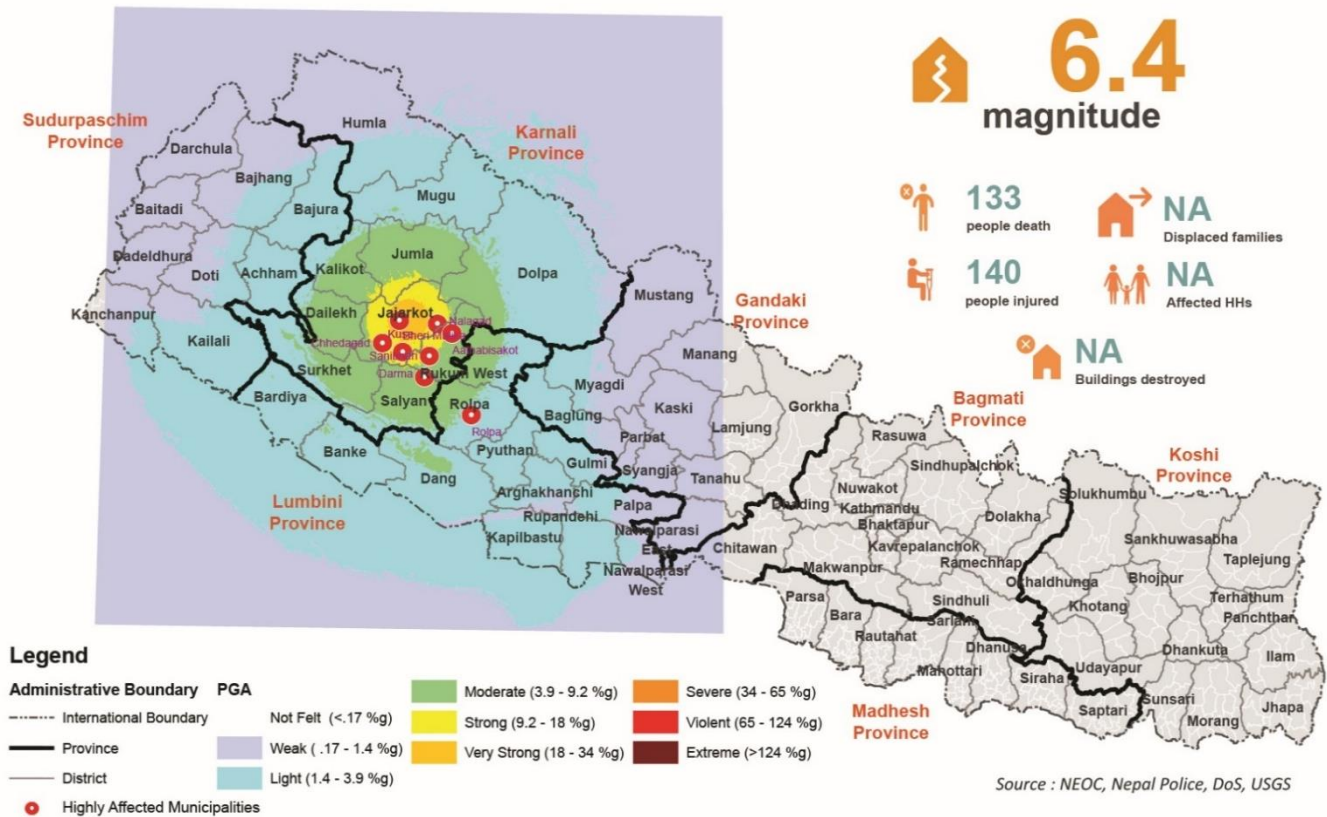 6.4
magnitude
133
people death
NA
Displaced families
140
people injured
NA
Affected HHs
NA
Buildings destroyed
Sudurpaschim
Province
Karnali
Province
Gandaki
Province
Bagmati
Province
Koshi
Province
Lumbini
Province
Madhesh
Province
Humla
Darchula
Bajhang
Mugu
Baitadi
Bajura
Jumla
Dadeldhura
Doti
Achham
Kalikot
Dolpa
Mustang
Kanchanpur
Dailekh
Jajarkot
Nalagad
Kailali
Chhedagad
Aathabisakot
Manang
Surkhet
Darma
Rukum West
Myagdi
Gorkha
Bardiya
Salyan
Rolpa
Rolpa
Baglung
Kaski
Lamjung
Rasuwa
Banke
Pyuthan
Parbat
Sindhupalchok
Dang
Gulmi
Syangja
Tanahu
Nuwakot
Solukhumbu
Arghakhanchi
Palpa
Dhading
Kathmandu
Dolakha
Rupandehi
Bhaktapur
Sankhuwasabha
Kapilbastu
Nawalparasi
East
Chitawan
Kavrepalanchok
Taplejung
Nawalparasi
West
Makwanpur
Ramechhap
Okhaldhunga
Bhojpur
Parsa
Sindhuli
Khotang
Terhathum
Bara
Sarlahi
Panchthar
Rautahat
Dhanusa
Dhankuta
Ilam
Mahottari
Siraha
Udayapur
Saptari
Sunsari
Morang
Jhapa
Legend
Administrative Boundary
International Boundary
Province
District
Highly Affected Municipalities
PGA
Not Felt (<.17 %g)
Weak ( .17 - 1.4 %g)
Light (1.4 - 3.9 %g)
Moderate (3.9 - 9.2 %g)
Strong (9.2 - 18 %g)
Very Strong (18 - 34 %g)
Severe (34 - 65 %g)
Violent (65 - 124 %g)
Extreme (>124 %g)
Source : NEOC, Nepal Police, DoS, USGS